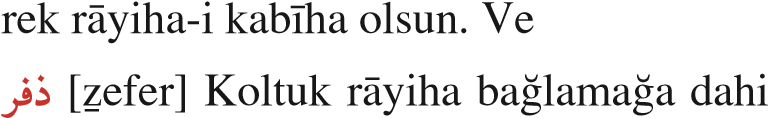 rek rāyiha-i kabīha olsun. Ve
ذفر [ẕefer] Koltuk rāyiha bağlamağa dahi